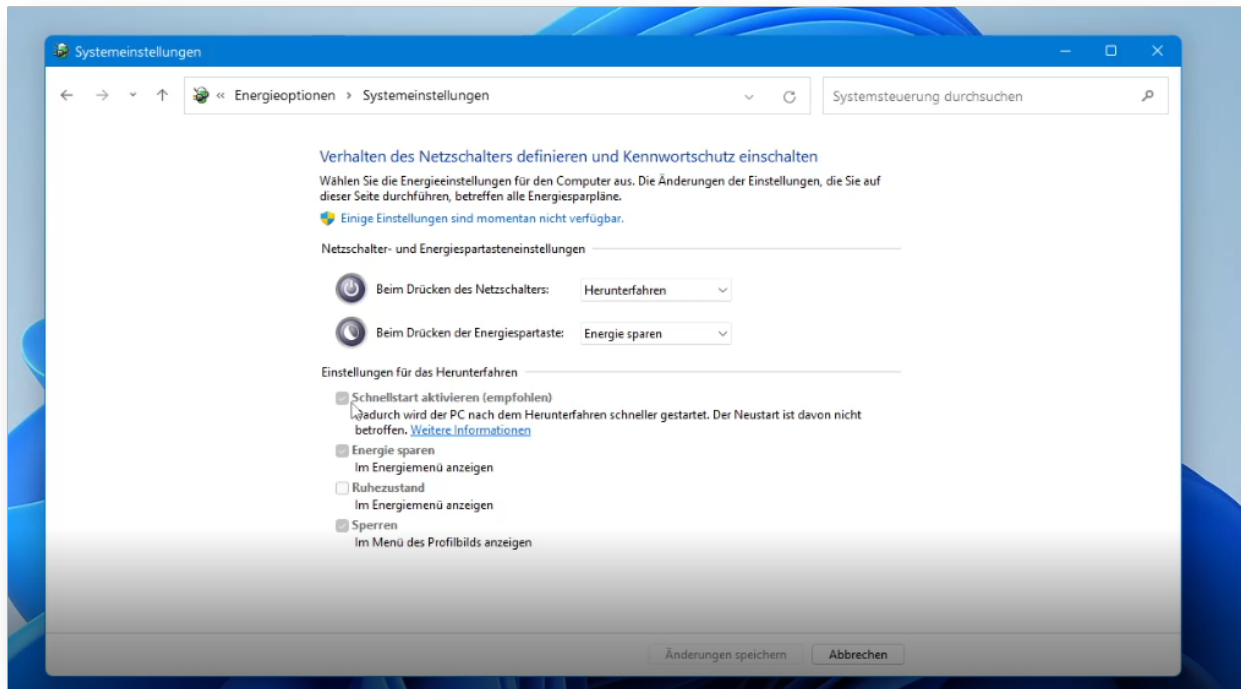 Systemeinstellungen
« Energieoptionen › Systemeinstellungen
Systemsteuerung durchsuchen
Verhalten des Netzschalters definieren und Kennwortschutz einschalten
Wählen Sie die Energieeinstellungen für den Computer aus. Die Änderungen der Einstellungen, die Sie auf
dieser Seite durchführen, betreffen alle Energiesparpläne.
Einige Einstellungen sind momentan nicht verfügbar.
Netzschalter- und Energiespartasteneinstellungen
Beim Drücken des Netzschalters: Herunterfahren
Beim Drücken der Energiespartaste: Energie sparen
Einstellungen für das Herunterfahren
Schnellstart aktivieren (empfohlen)
Dadurch wird der PC nach dem Herunterfahren schneller gestartet. Der Neustart ist davon nicht
betroffen. Weitere Informationen
Energie sparen
Im Energiemenü anzeigen
Ruhezustand
Im Energiemenü anzeigen
Sperren
Im Menü des Profilbilds anzeigen
Änderungen speichern Abbrechen